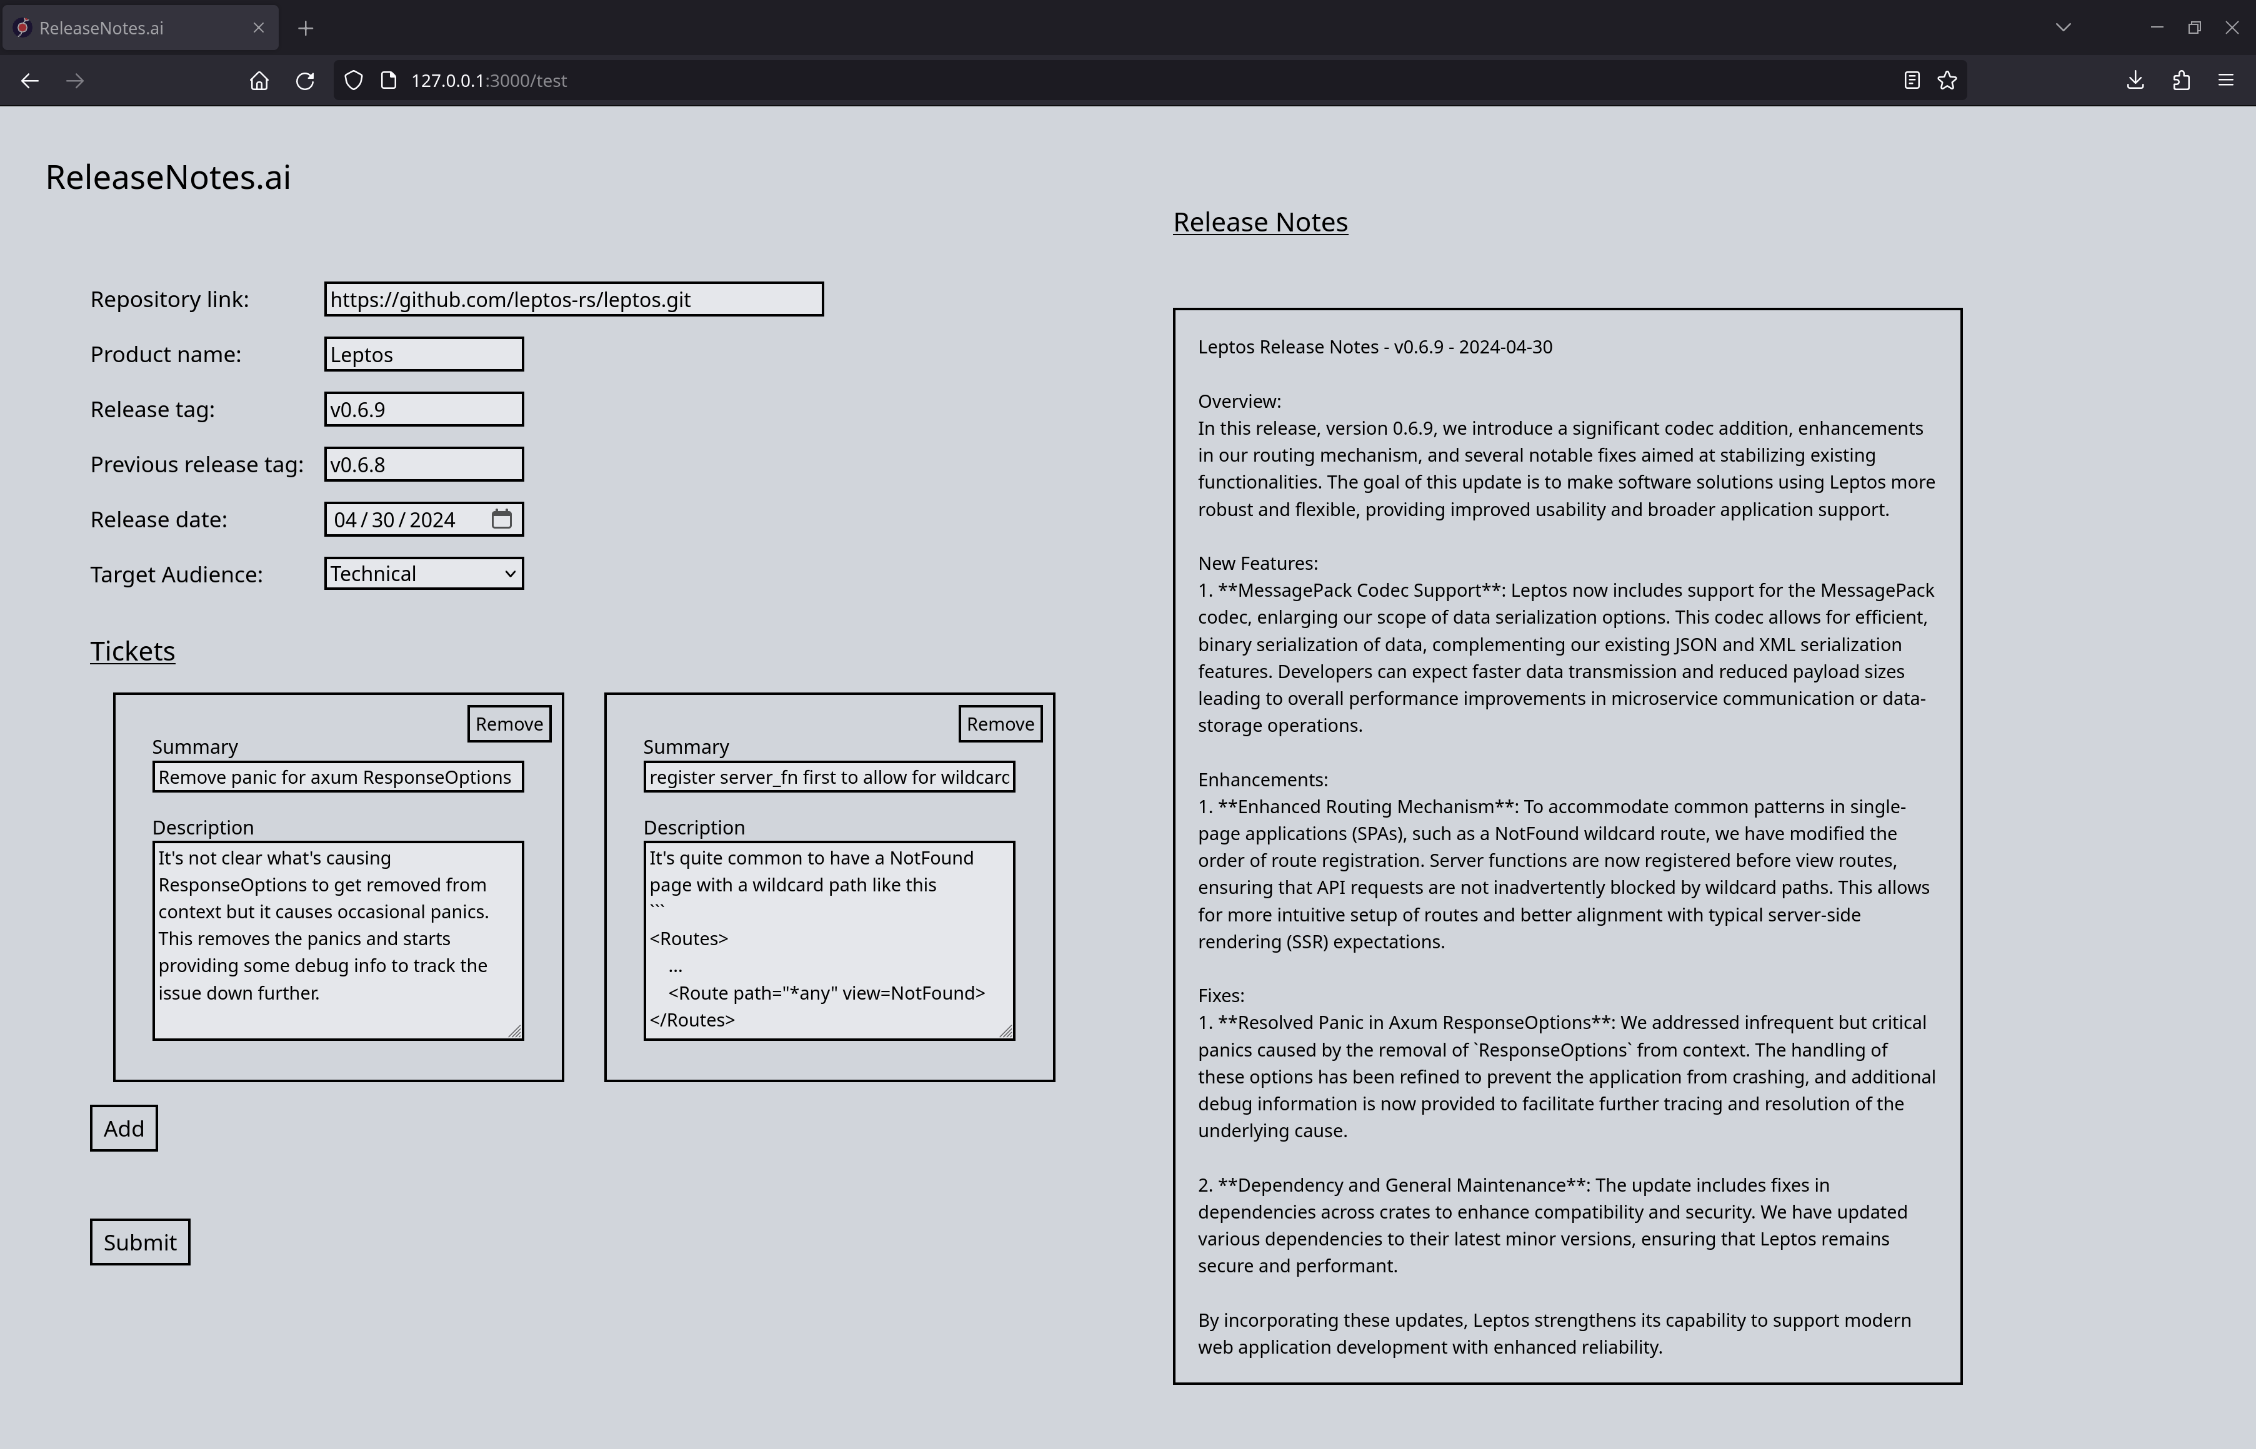 ReleaseNotes.ai
127.0.0.1:3000/test
ReleaseNotes.ai
Repository link:
https://github.com/leptos-rs/leptos.git
Product name:
Leptos
Release tag:
v0.6.9
Previous release tag:
v0.6.8
Release date:
04/30/2024
Target Audience:
Technical
Tickets
Remove
Summary
Remove panic for axum ResponseOptions
Description
It's not clear what's causing
ResponseOptions to get removed from
context but it causes occasional panics.
This removes the panics and starts
providing some debug info to track the
issue down further.
Remove
Summary
register server_fn first to allow for wildcard
Description
It's quite common to have a NotFound
page with a wildcard path like this
```
<Routes>
...
<Route path="*any" view=NotFound>
</Routes>
Add
Submit
Release Notes
Leptos Release Notes - v0.6.9 - 2024-04-30
Overview:
In this release, version 0.6.9, we introduce a significant codec addition, enhancements
in our routing mechanism, and several notable fixes aimed at stabilizing existing
functionalities. The goal of this update is to make software solutions using Leptos more
robust and flexible, providing improved usability and broader application support.
New Features:
1. **MessagePack Codec Support**: Leptos now includes support for the MessagePack
codec, enlarging our scope of data serialization options. This codec allows for efficient,
binary serialization of data, complementing our existing JSON and XML serialization
features. Developers can expect faster data transmission and reduced payload sizes
leading to overall performance improvements in microservice communication or data-
storage operations.
Enhancements:
1. **Enhanced Routing Mechanism**: To accommodate common patterns in single-
page applications (SPAs), such as a NotFound wildcard route, we have modified the
order of route registration. Server functions are now registered before view routes,
ensuring that API requests are not inadvertently blocked by wildcard paths. This allows
for more intuitive setup of routes and better alignment with typical server-side
rendering (SSR) expectations.
Fixes:
1. **Resolved Panic in Axum ResponseOptions**: We addressed infrequent but critical
panics caused by the removal of `ResponseOptions` from context. The handling of
these options has been refined to prevent the application from crashing, and additional
debug information is now provided to facilitate further tracing and resolution of the
underlying cause.
2. **Dependency and General Maintenance**: The update includes fixes in
dependencies across crates to enhance compatibility and security. We have updated
various dependencies to their latest minor versions, ensuring that Leptos remains
secure and performant.
By incorporating these updates, Leptos strengthens its capability to support modern
web application development with enhanced reliability.